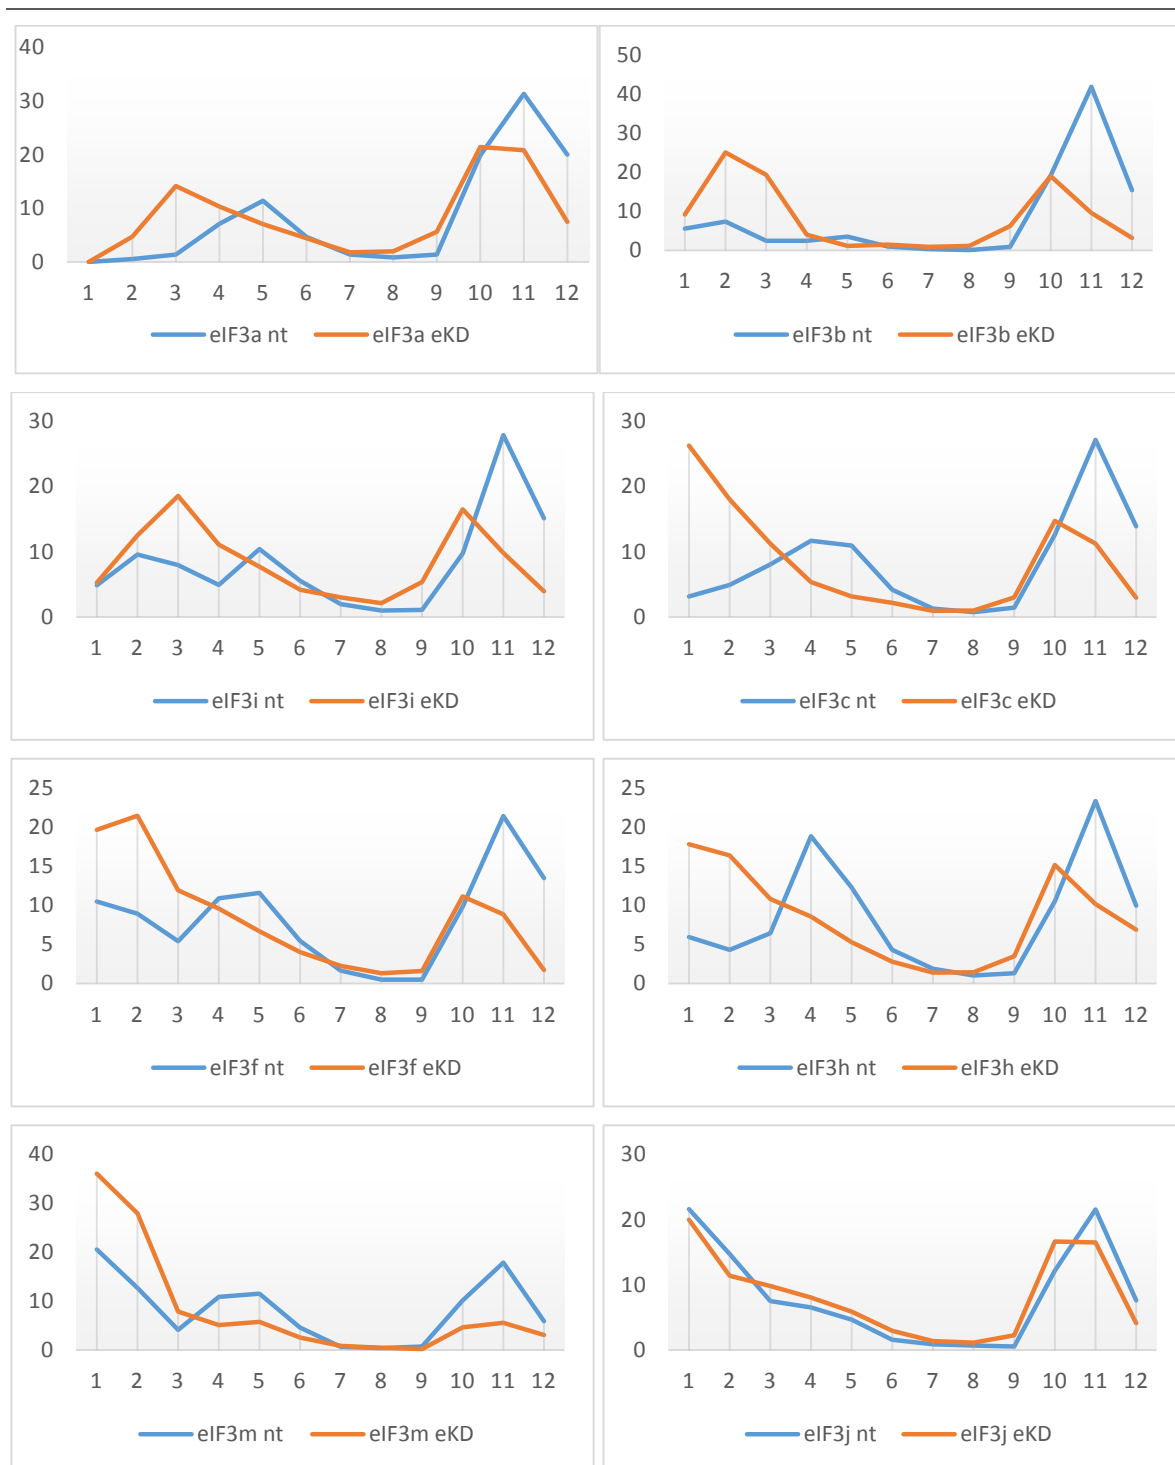 40
30
20
10
0
1 2 3 4 5 6 7 8 9 10 11 12
eIF3a nt eIF3a eKD
50
40
30
20
10
0
1 2 3 4 5 6 7 8 9 10 11 12
eIF3b nt eIF3b eKD
30
20
10
0
1 2 3 4 5 6 7 8 9 10 11 12
eIF3i nt eIF3i eKD
30
20
10
0
1 2 3 4 5 6 7 8 9 10 11 12
eIF3c nt eIF3c eKD
25
20
15
10
5
0
1 2 3 4 5 6 7 8 9 10 11 12
eIF3f nt eIF3f eKD
25
20
15
10
5
0
1 2 3 4 5 6 7 8 9 10 11 12
eIF3h nt eIF3h eKD
40
30
20
10
0
1 2 3 4 5 6 7 8 9 10 11 12
eIF3m nt eIF3m eKD
30
20
10
0
1 2 3 4 5 6 7 8 9 10 11 12
eIF3j nt eIF3j eKD